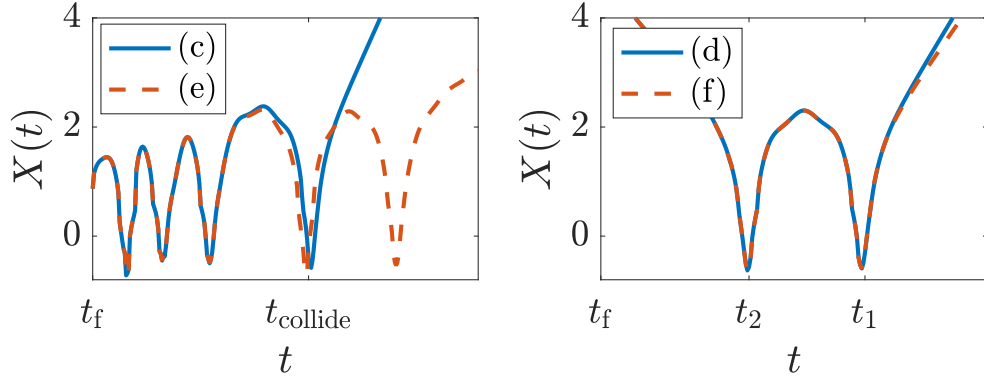 4
2
0
X(t)
(c)
(e)
t_f
t_collide
t
4
2
0
X(t)
(d)
(f)
t_f
t_2
t_1
t